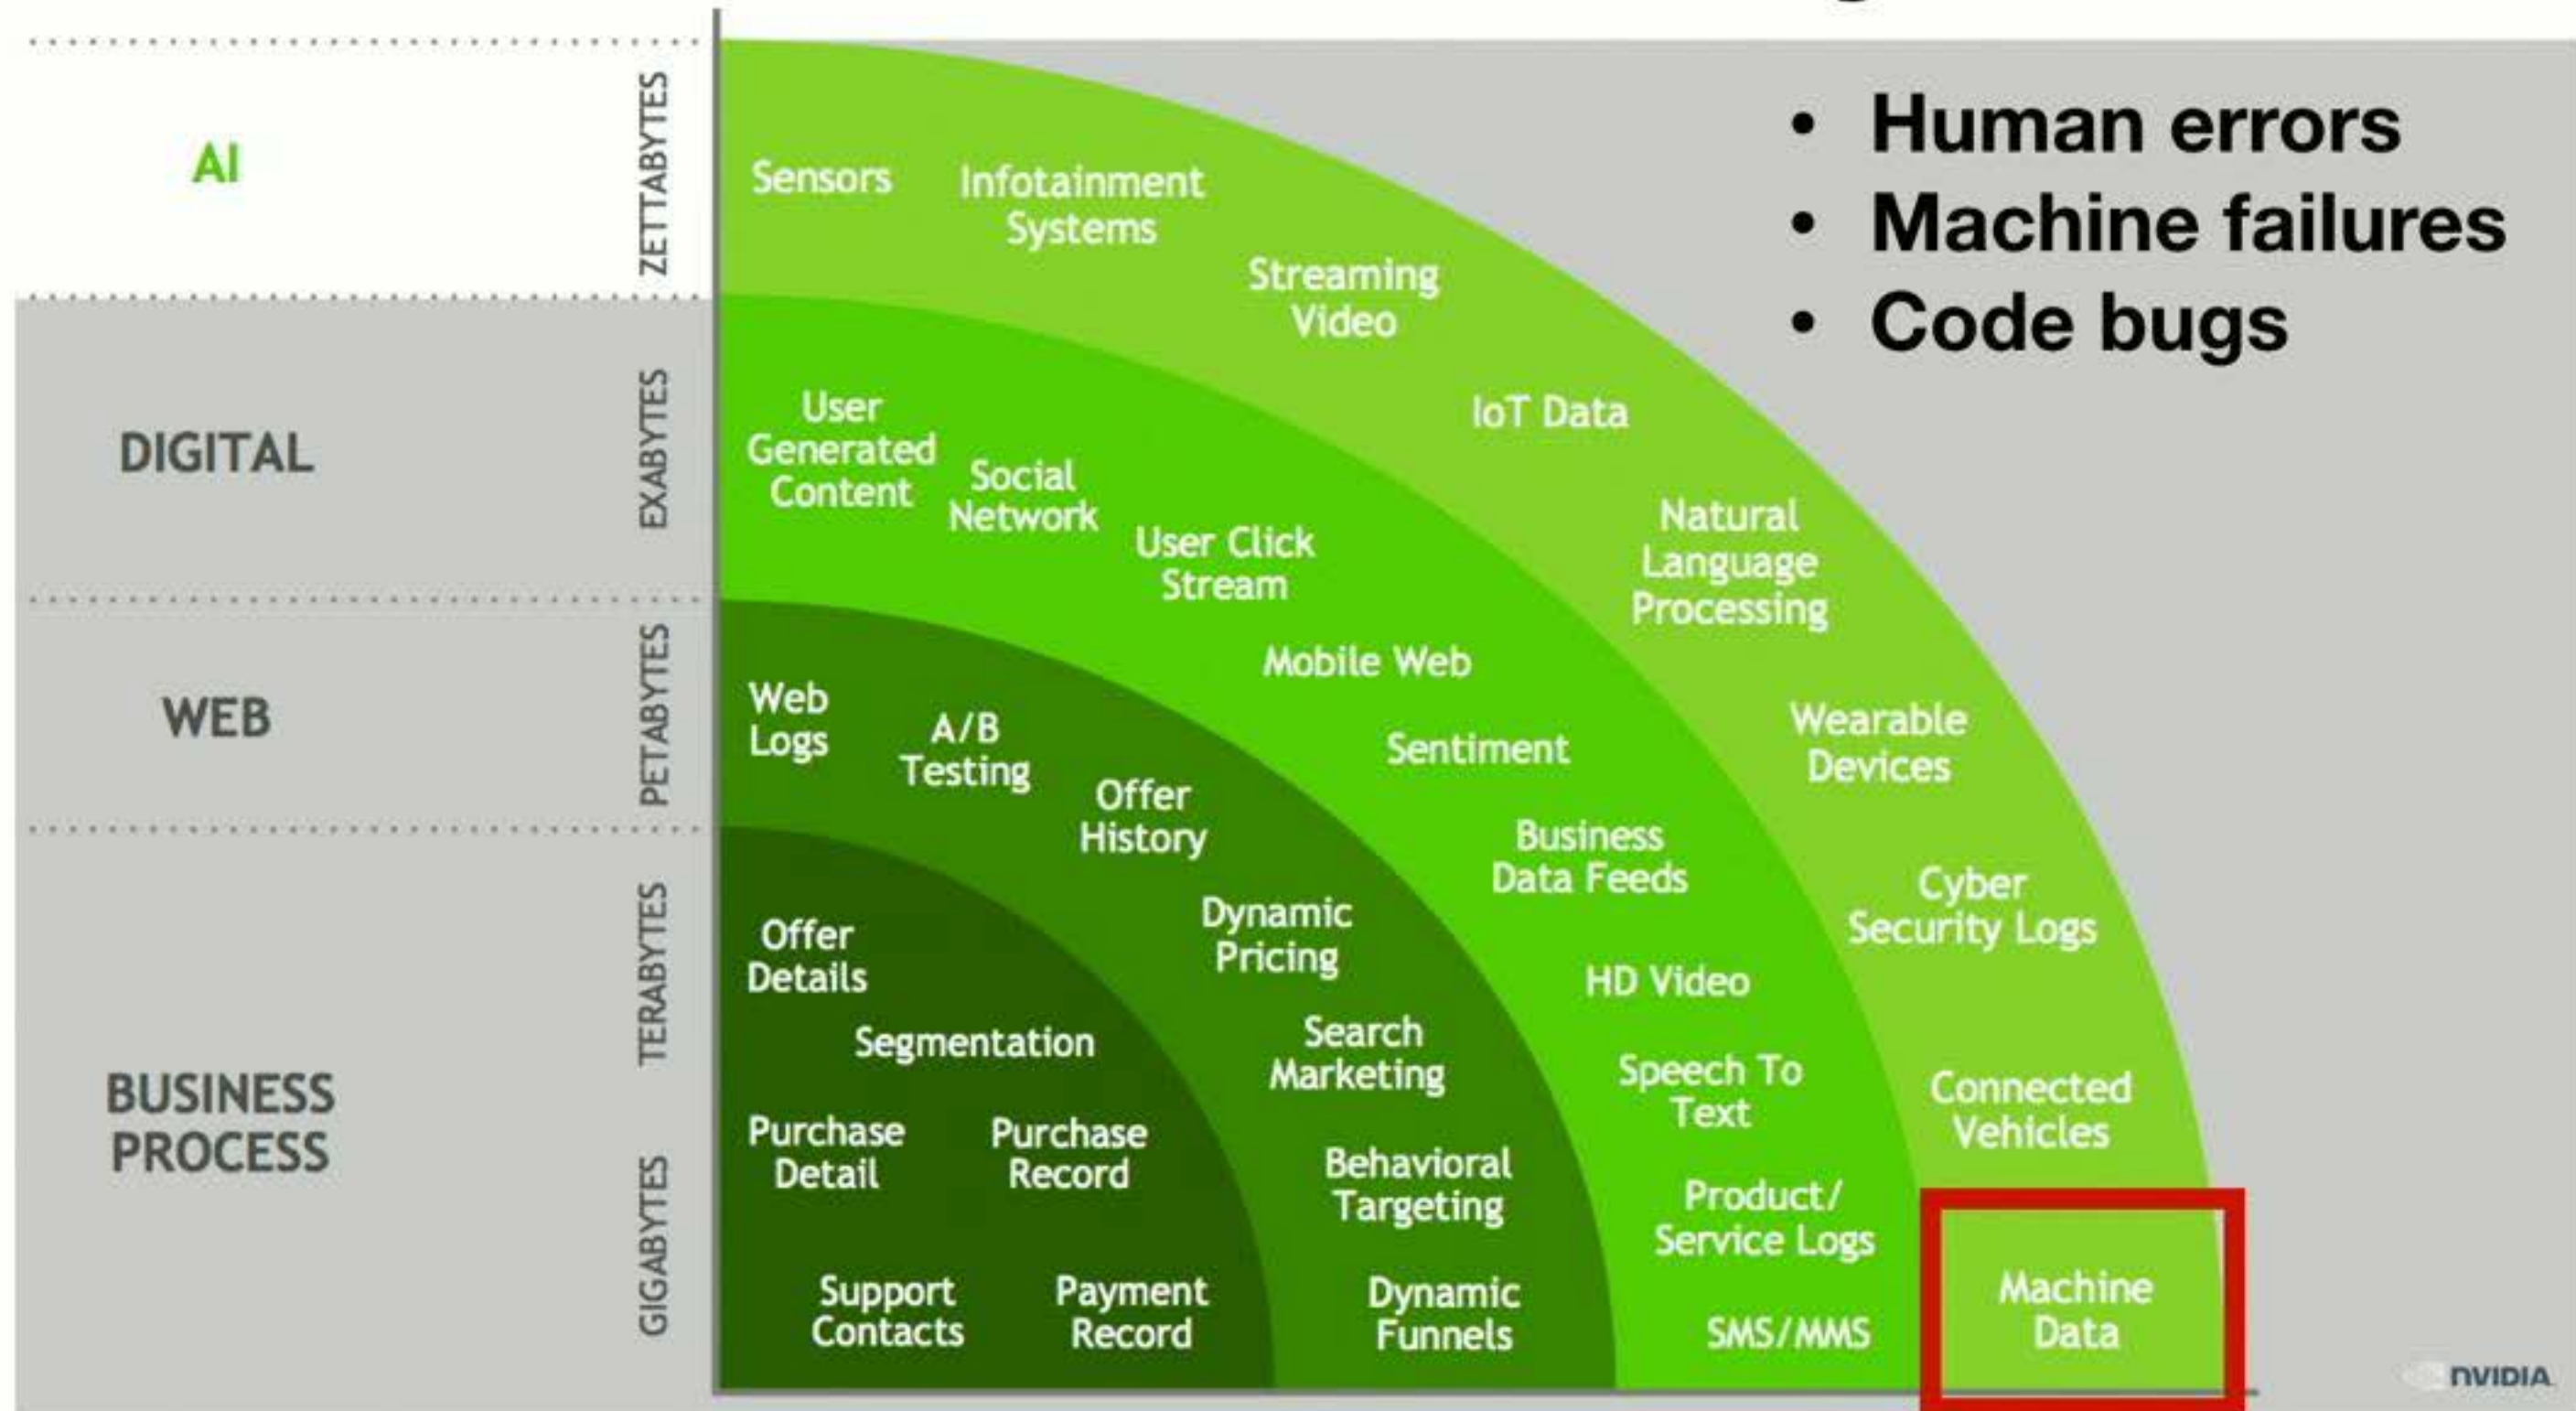 Human errors
Machine failures
Code bugs
AI
ZETTABYTES
Sensors
Infotainment
Systems
Streaming
Video
IoT Data
Natural
Language
Processing
Wearable
Devices
Cyber
Security Logs
Connected
Vehicles
Machine
Data
DIGITAL
EXABYTES
User
Generated
Content
Social
Network
User Click
Stream
Mobile Web
Sentiment
Business
Data Feeds
HD Video
Speech To
Text
Product/
Service Logs
SMS/MMS
WEB
PETABYTES
Web
Logs
A/B
Testing
Offer
History
Dynamic
Pricing
Search
Marketing
Behavioral
Targeting
Dynamic
Funnels
BUSINESS
PROCESS
TERABYTES
GIGABYTES
Offer
Details
Segmentation
Purchase
Detail
Purchase
Record
Support
Contacts
Payment
Record
NVIDIA